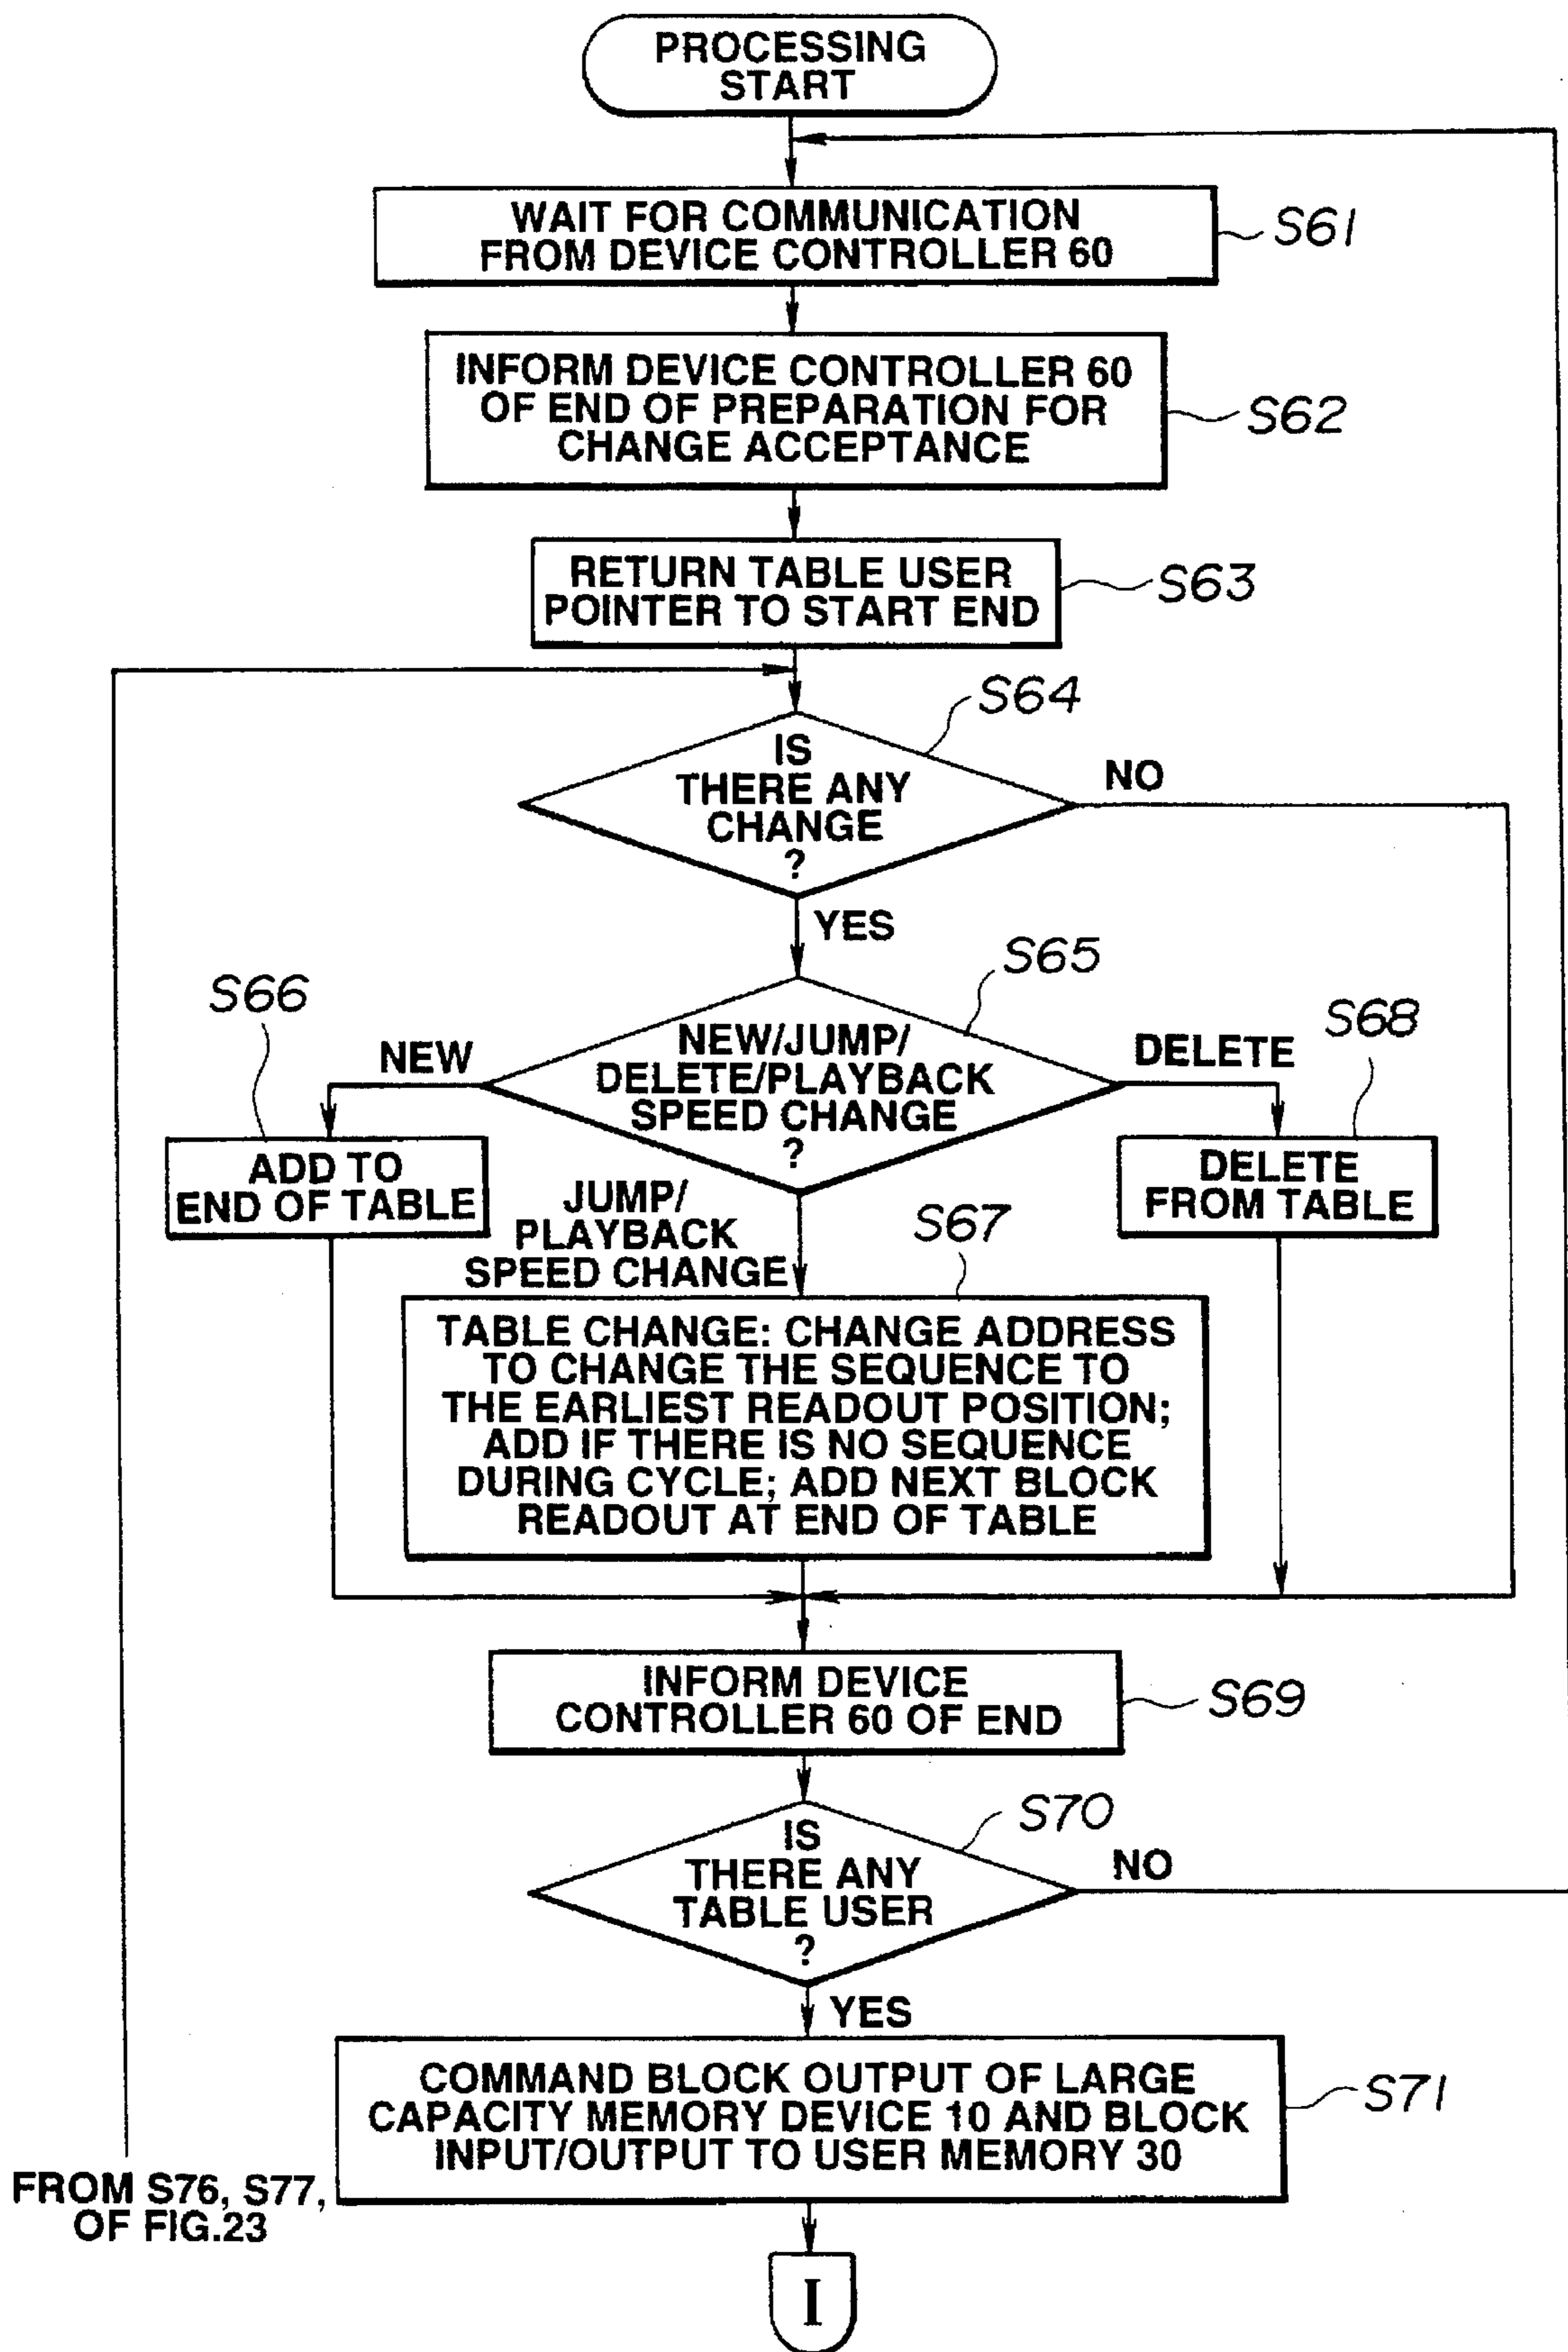 PROCESSING
START
WAIT FOR COMMUNICATION
FROM DEVICE CONTROLLER 60
S61
INFORM DEVICE CONTROLLER 60
OF END OF PREPARATION FOR
CHANGE ACCEPTANCE
S62
RETURN TABLE USER
POINTER TO START END
S63
S64
IS
THERE ANY
CHANGE
?
NO
YES
S65
S66
NEW
NEW/JUMP/
DELETE/PLAYBACK
SPEED CHANGE
?
DELETE
S68
ADD TO
END OF TABLE
DELETE
FROM TABLE
JUMP/
PLAYBACK
SPEED CHANGE
S67
TABLE CHANGE: CHANGE ADDRESS
TO CHANGE THE SEQUENCE TO
THE EARLIEST READOUT POSITION;
ADD IF THERE IS NO SEQUENCE
DURING CYCLE; ADD NEXT BLOCK
READOUT AT END OF TABLE
INFORM DEVICE
CONTROLLER 60 OF END
S69
S70
IS
THERE ANY
TABLE USER
?
NO
YES
COMMAND BLOCK OUTPUT OF LARGE
CAPACITY MEMORY DEVICE 10 AND BLOCK
INPUT/OUTPUT TO USER MEMORY 30
S71
FROM S76, S77,
OF FIG.23
I